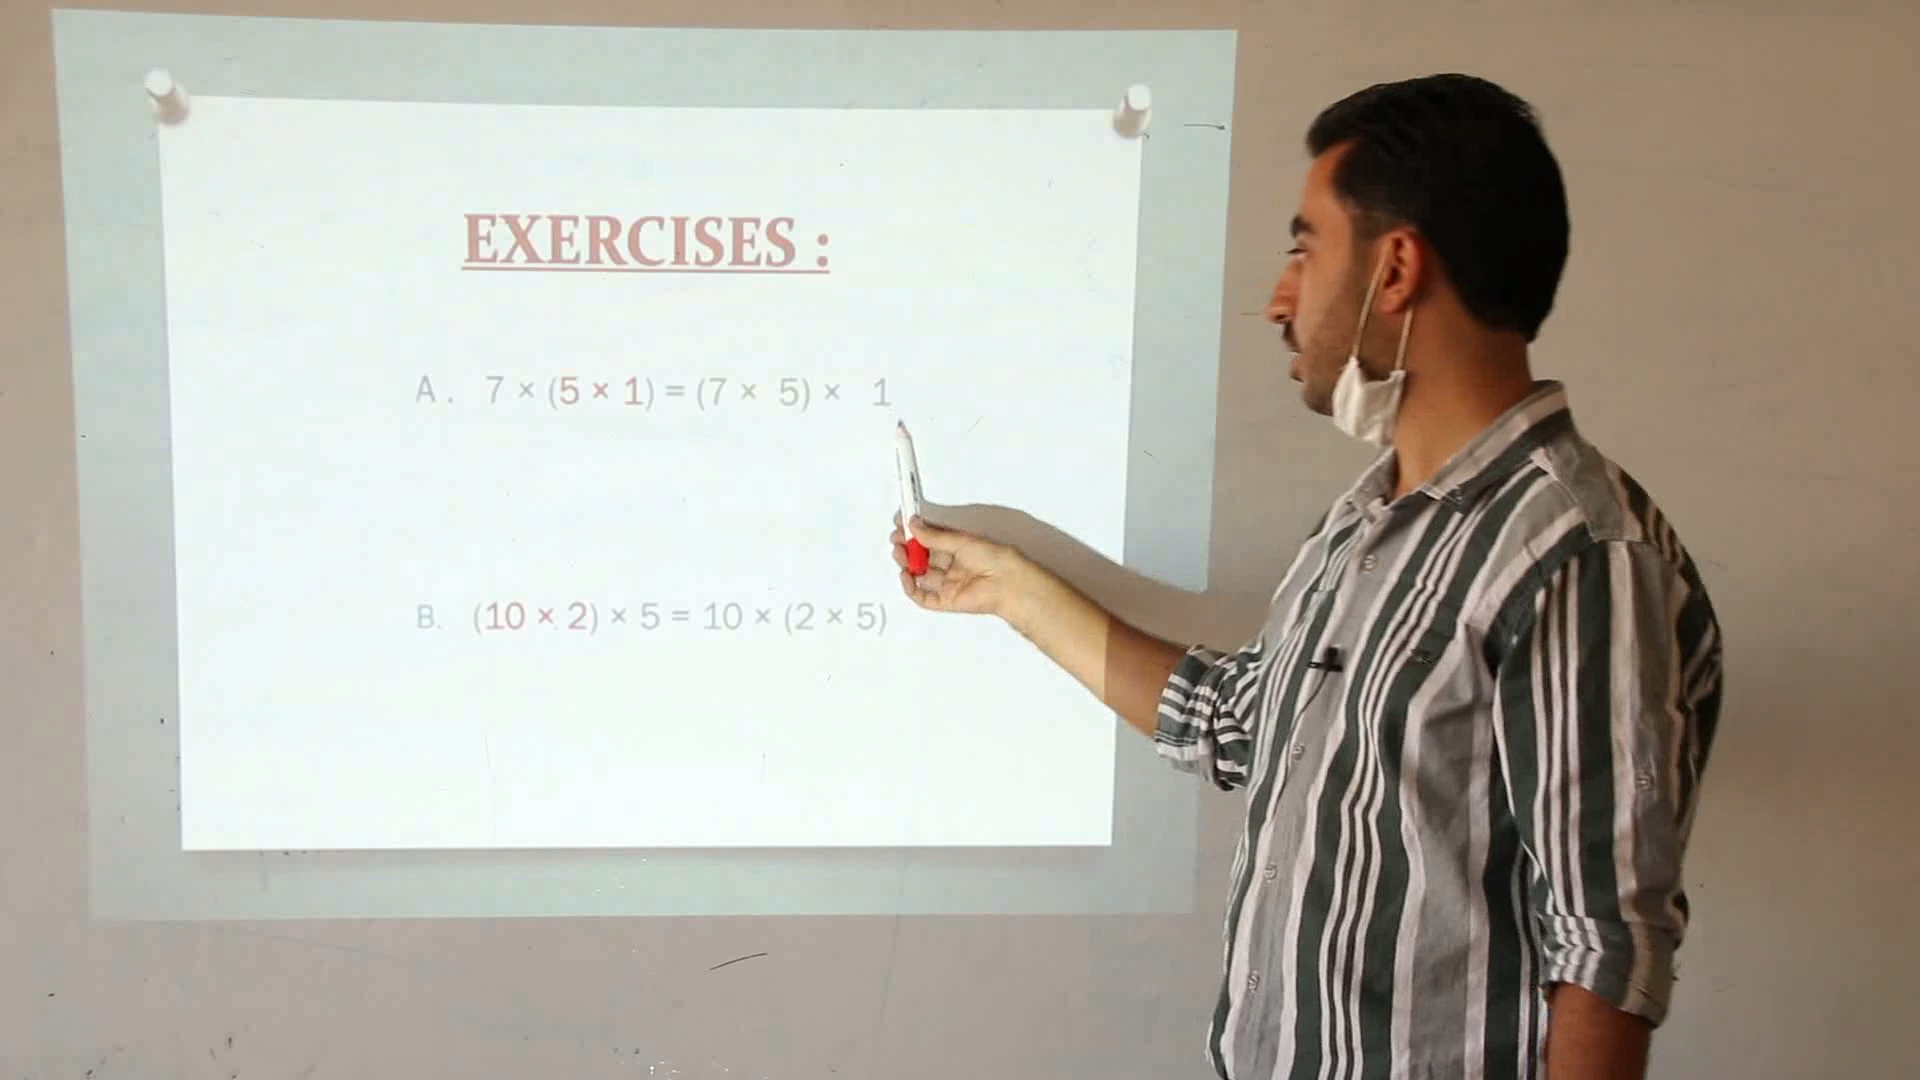 EXERCISES :
A. 7 × (5 × 1) = (7 × 5) × 1
B. (10 × 2) × 5 = 10 × (2 × 5)